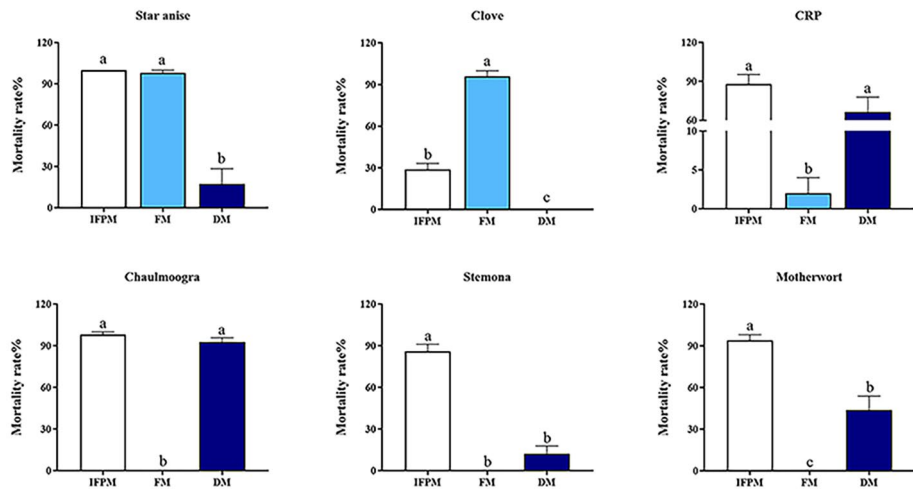 Star anise
Mortality rate%
120
90
60
30
0
a
a
b
IFPM
FM
DM
Clove
Mortality rate%
120
90
60
30
0
b
a
c
IFPM
FM
DM
CRP
Mortality rate%
120
90
60
10
5
0
a
b
a
IFPM
FM
DM
Chaulmoogra
Mortality rate%
120
90
60
30
0
a
b
a
IFPM
FM
DM
Stemona
Mortality rate%
120
90
60
30
0
a
b
b
IFPM
FM
DM
Motherwort
Mortality rate%
120
90
60
30
0
a
c
b
IFPM
FM
DM